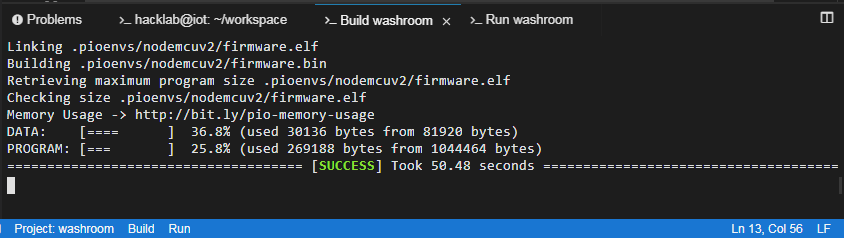 Problems >_ hacklab@iot: ~/workspace >_ Build washroom × >_ Run washroom
Linking .pioenvs/nodemcuv2/firmware.elf
Building .pioenvs/nodemcuv2/firmware.bin
Retrieving maximum program size .pioenvs/nodemcuv2/firmware.elf
Checking size .pioenvs/nodemcuv2/firmware.elf
Memory Usage -> http://bit.ly/pio-memory-usage
DATA:    [====      ]  36.8% (used 30136 bytes from 81920 bytes)
PROGRAM: [===       ]  25.8% (used 269188 bytes from 1044464 bytes)
===================================== [SUCCESS] Took 50.48 seconds =====================================
Project: washroom Build Run Ln 13, Col 56 LF